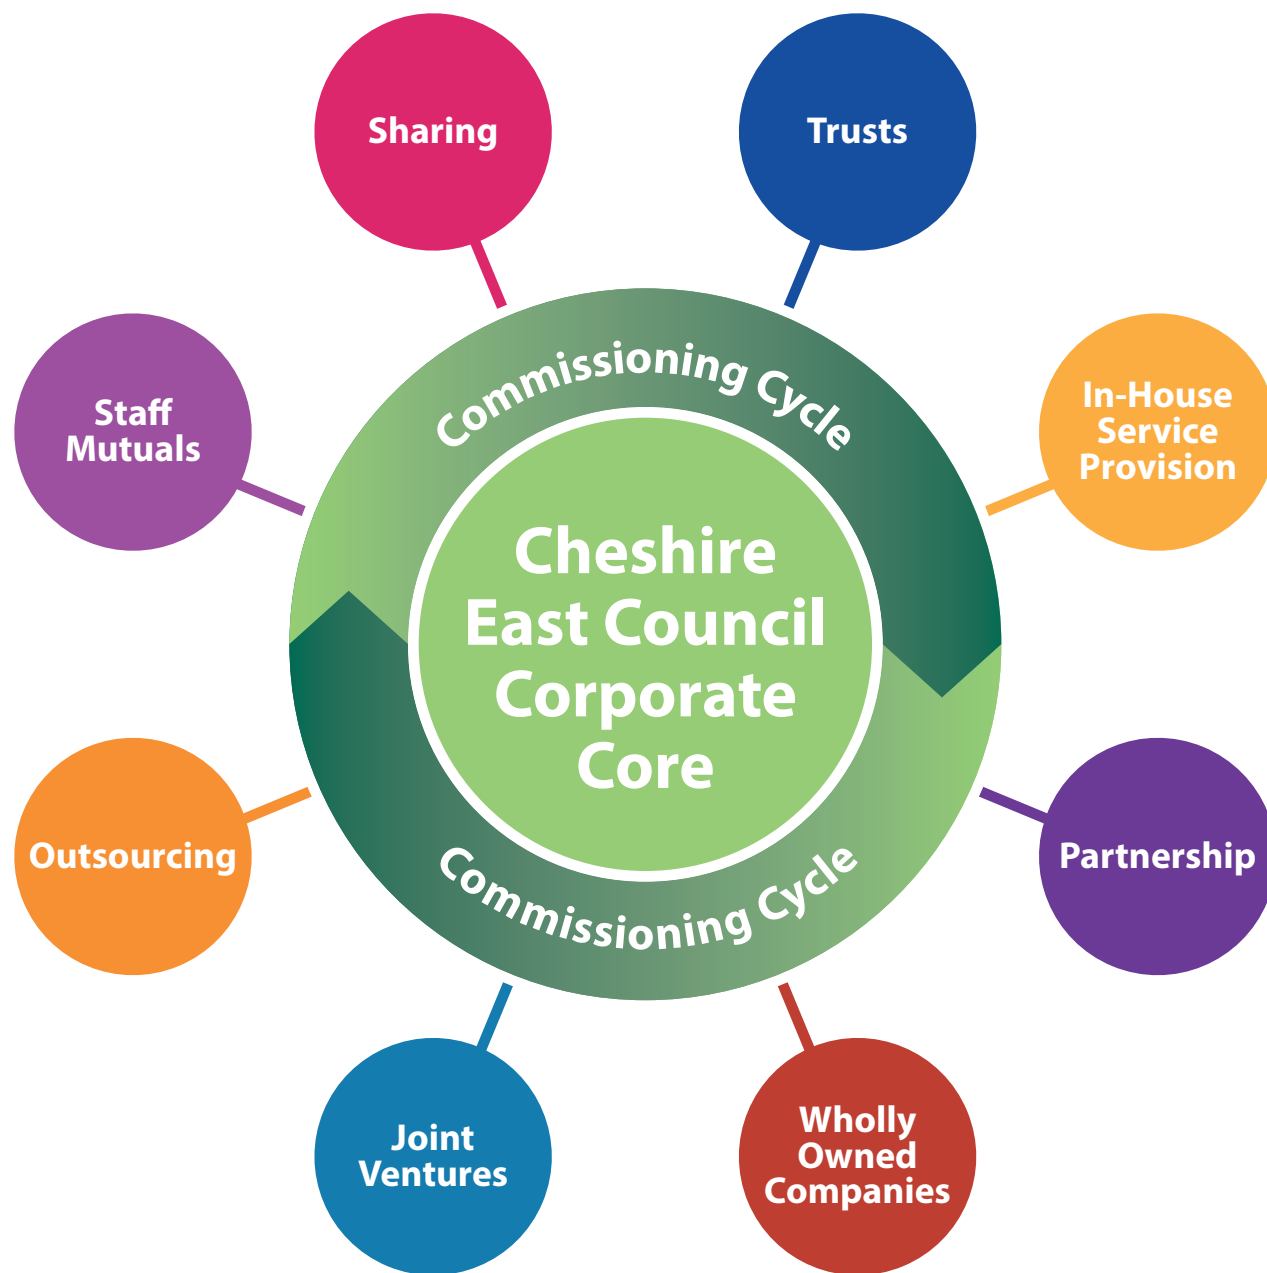 Sharing
Trusts
Staff
Mutuals
In-House
Service
Provision
Commissioning Cycle
Cheshire
East Council
Corporate
Core
Commissioning Cycle
Outsourcing
Partnership
Joint
Ventures
Wholly
Owned
Companies